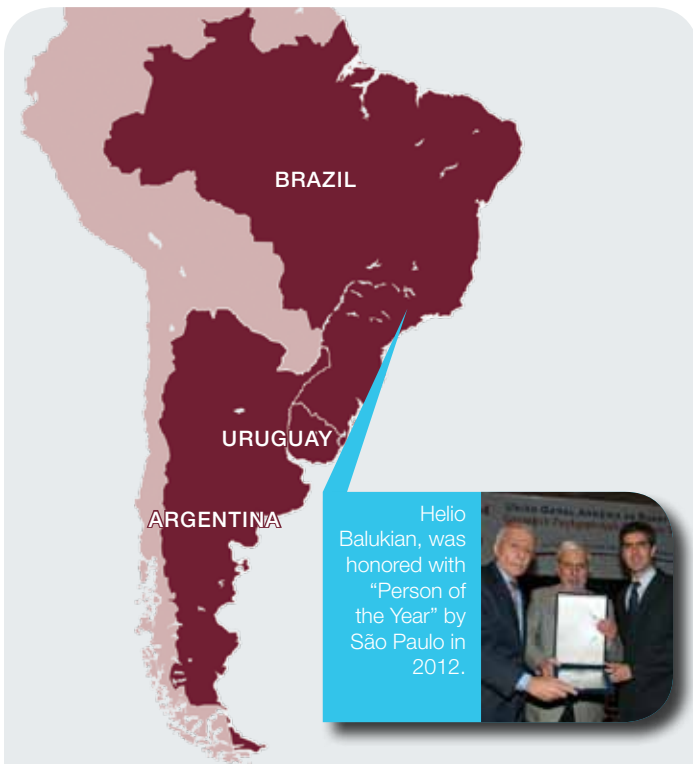 BRAZIL
URUGUAY
ARGENTINA
Helio
Balukian, was
honored with
“Person of
the Year” by
São Paulo in
2012.